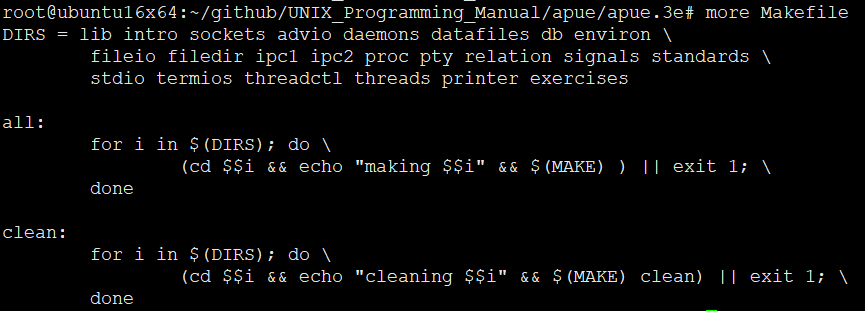 root@ubuntu16x64:~/github/UNIX_Programming_Manual/apue/apue.3e# more Makefile
DIRS = lib intro sockets advio daemons datafiles db environ \
        fileio filedir ipc1 ipc2 proc pty relation signals standards \
        stdio termios threadctl threads printer exercises

all:
        for i in $(DIRS); do \
                (cd $$i && echo "making $$i" && $(MAKE) ) || exit 1; \
        done

clean:
        for i in $(DIRS); do \
                (cd $$i && echo "cleaning $$i" && $(MAKE) clean) || exit 1; \
        done